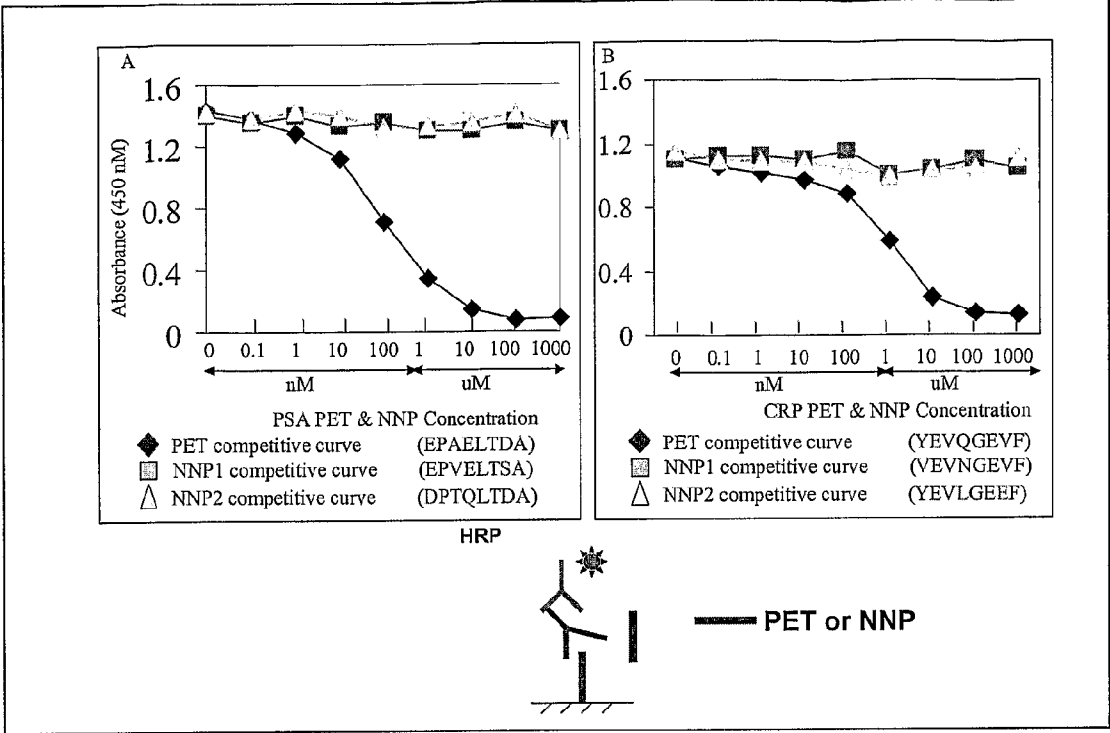 A
1.6
1.2
0.8
0.4
0
Absorbance (450 nM)
0 0.1 1 10 100 1 10 100 1000
nM uM
PSA PET & NNP Concentration
PET competitive curve (EPAELTDA)
NNP1 competitive curve (EPVELTSA)
NNP2 competitive curve (DPTQLTDA)
B
1.6
1.2
0.8
0.4
0
0 0.1 1 10 100 1 10 100 1000
nM uM
CRP PET & NNP Concentration
PET competitive curve (YEVQGEVF)
NNP1 competitive curve (VEVNGEVF)
NNP2 competitive curve (YEVLGEEF)
HRP
PET or NNP